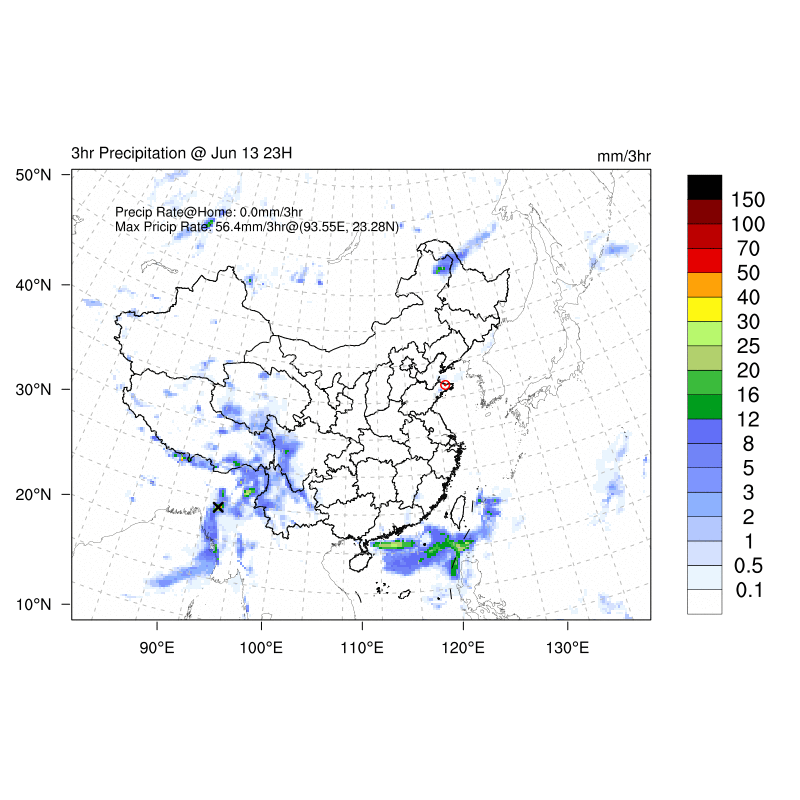 3hr Precipitation @ Jun 13 23H
mm/3hr
Precip Rate@Home: 0.0mm/3hr
Max Pricip Rate: 56.4mm/3hr@(93.55E, 23.28N)
50°N
40°N
30°N
20°N
10°N
90°E
100°E
110°E
120°E
130°E
150
100
70
50
40
30
25
20
16
12
8
5
3
2
1
0.5
0.1